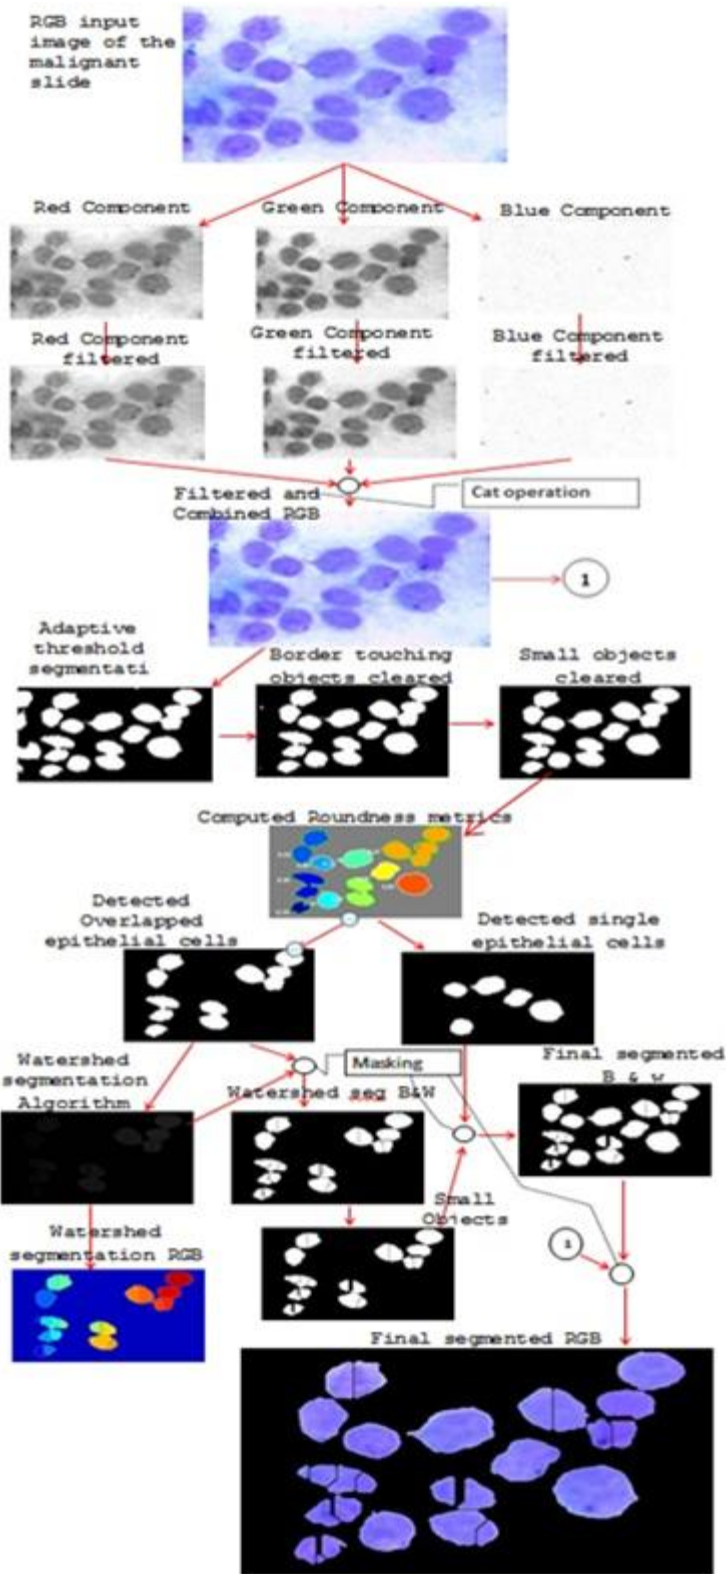 RGB input
image of the
malignant
slide
Red Component
Green Component
Blue Component
Red Component
filtered
Green Component
filtered
Blue Component
filtered
Filtered and
Combined RGB
Cat operation
1
Adaptive
threshold
segmentati
Border touching
objects cleared
Small objects
cleared
Computed Roundness metrics
Detected
Overlapped
epithelial cells
Detected single
epithelial cells
Watershed
segmentation
Algorithm
Masking
Watershed seg B&W
Final segmented
B & w
Small
Objects
Watershed
segmentation RGB
1
Final segmented RGB